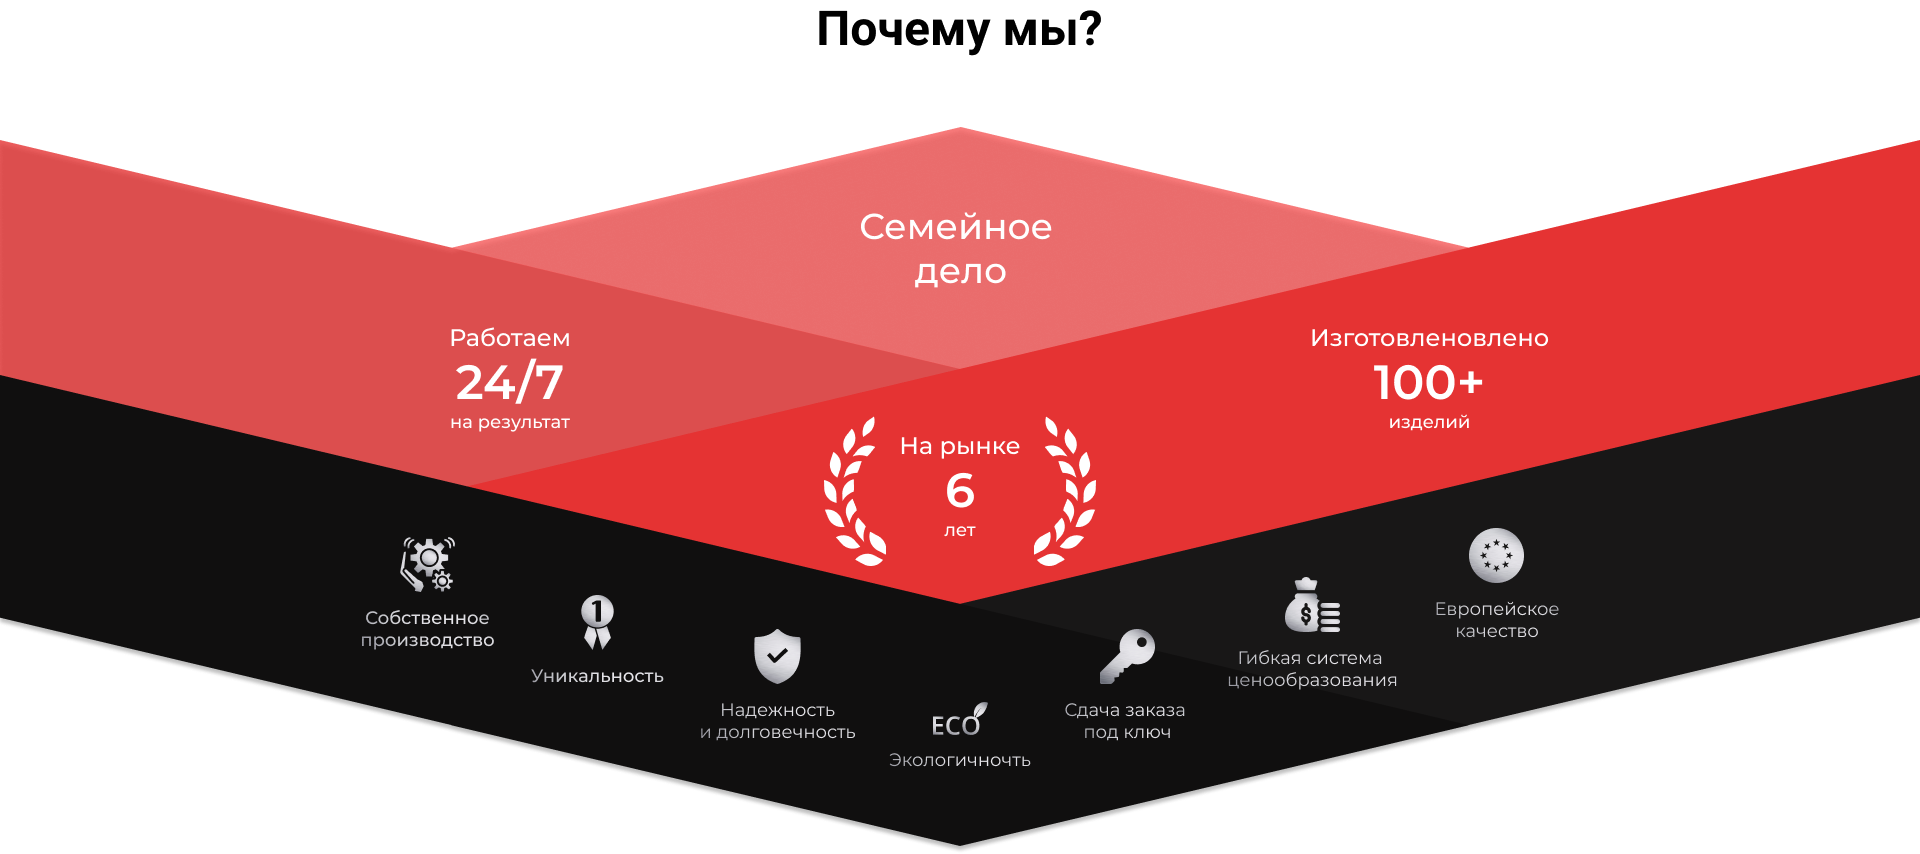 Почему мы?
Семейное
дело
Работаем
24/7
на результат
Изготовленовлено
100+
изделий
На рынке
6
лет
Собственное
производство
1
Уникальность
Надежность
и долговечность
ECO
Экологичночть
Сдача заказа
под ключ
$
Гибкая система
ценообразования
Европейское
качество